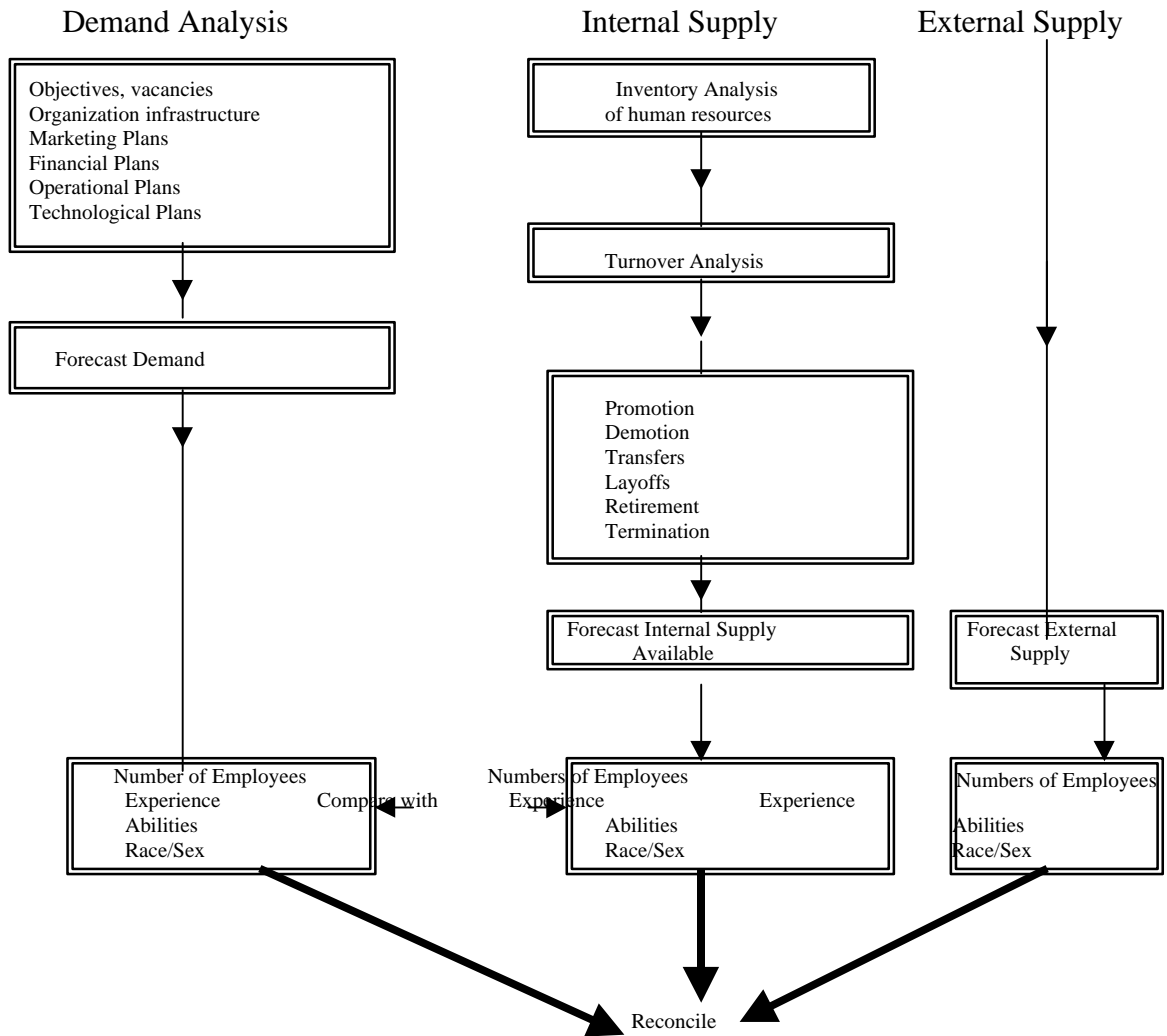 Demand Analysis
Internal Supply
External Supply
Objectives, vacancies
Organization infrastructure
Marketing Plans
Financial Plans
Operational Plans
Technological Plans
Forecast Demand
Inventory Analysis
of human resources
Turnover Analysis
Promotion
Demotion
Transfers
Layoffs
Retirement
Termination
Forecast Internal Supply
Available
Forecast External
Supply
Number of Employees
Experience
Abilities
Race/Sex
Compare with
Numbers of Employees
Experience
Experience
Abilities
Race/Sex
Numbers of Employees
Abilities
Race/Sex
Reconcile